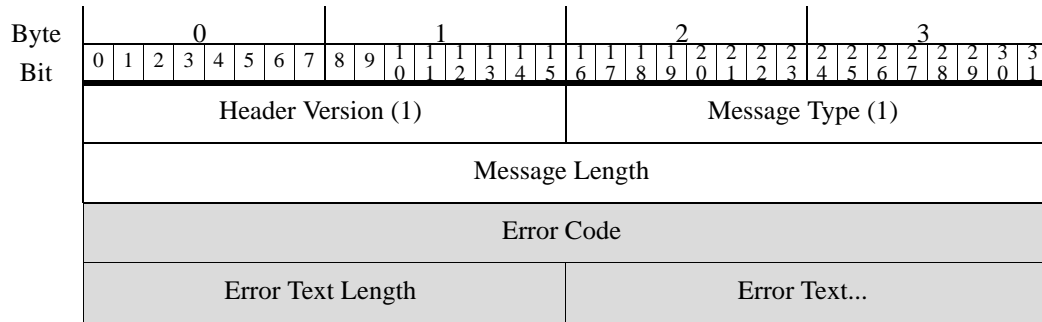 Byte 0 1 2 3
Bit 0 1 2 3 4 5 6 7 8 9 10 11 12 13 14 15 16 17 18 19 20 21 22 23 24 25 26 27 28 29 30 31
Header Version (1) Message Type (1)
Message Length
Error Code
Error Text Length Error Text...